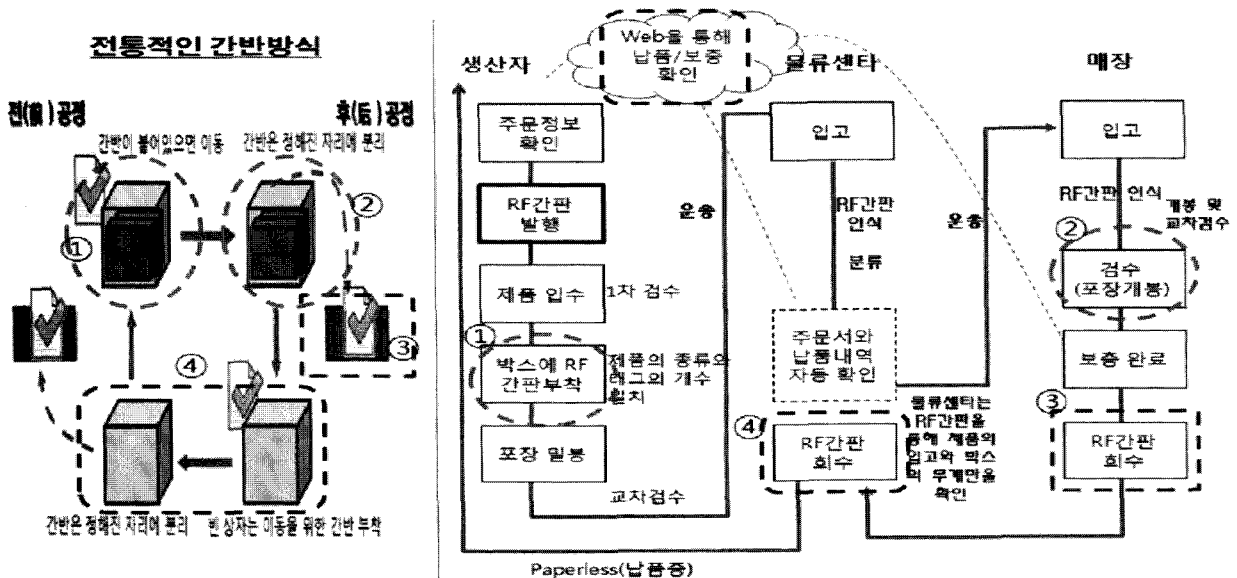 전통적인 간반방식
전(前)공정
후(后)공정
간반이 붙어있으면 이동
간반은 정해진 자리에 분리
①
②
③
④
간반은 정해진 자리에 분리
빈 상자는 이동을 위한 간반 부착
생산자
Web을 통해
납품/보증
확인
물류센타
매장
주문정보
확인
RF간판
발행
제품 입수
1차 검수
①
박스에 RF
간판부착
제품의 종류와
태그의 개수
일치
포장 밀봉
교차검수
운송
입고
RF간판
인식
분류
주문서와
납품내역
자동 확인
물류센타는
RF간판을
통해 제품의
입고와 박스
의 무게만을
확인
④
RF간판
회수
운송
입고
RF간판 인식
개봉 및
교차검수
②
검수
(포장개봉)
보증 완료
③
RF간판
회수
Paperless(납품증)